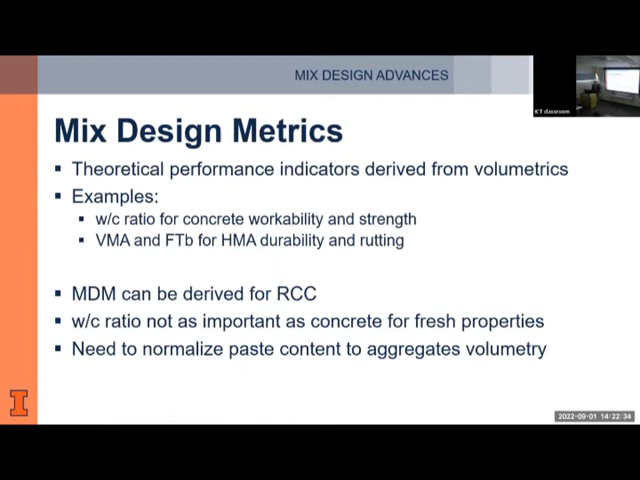 MIX DESIGN ADVANCES
ICT classroom
Mix Design Metrics
▪ Theoretical performance indicators derived from volumetrics
▪ Examples:
▪ w/c ratio for concrete workability and strength
▪ VMA and FTb for HMA durability and rutting
▪ MDM can be derived for RCC
▪ w/c ratio not as important as concrete for fresh properties
▪ Need to normalize paste content to aggregates volumetry
I
2022-09-01 14:22:34